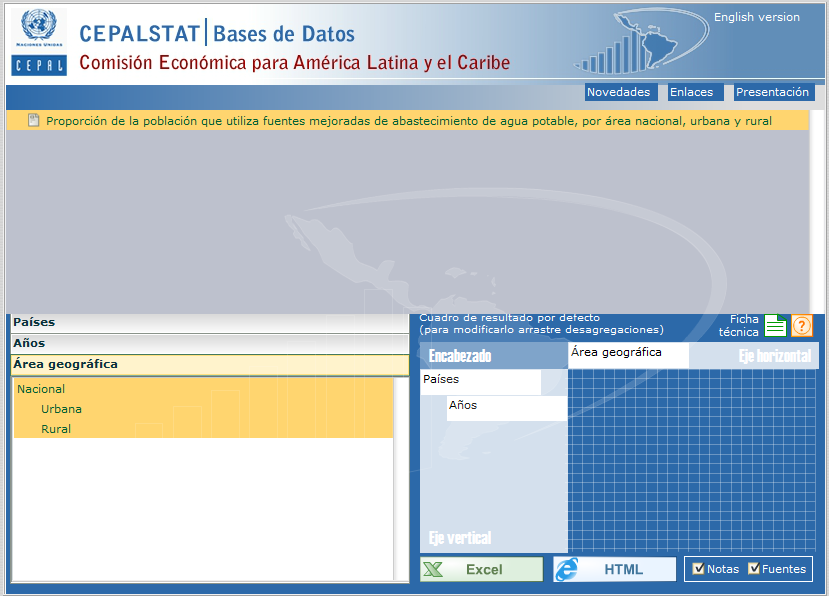 NACIONES UNIDAS
CEPAL
CEPALSTAT | Bases de Datos
Comisión Económica para América Latina y el Caribe
English version
Novedades
Enlaces
Presentación
Proporción de la población que utiliza fuentes mejoradas de abastecimiento de agua potable, por área nacional, urbana y rural
Países
Años
Área geográfica
Nacional
Urbana
Rural
Cuadro de resultado por defecto
(para modificarlo arrastre desagregaciones)
Ficha
técnica
?
Encabezado
Área geográfica
Eje horizontal
Países
Años
Eje vertical
Excel
HTML
Notas
Fuentes